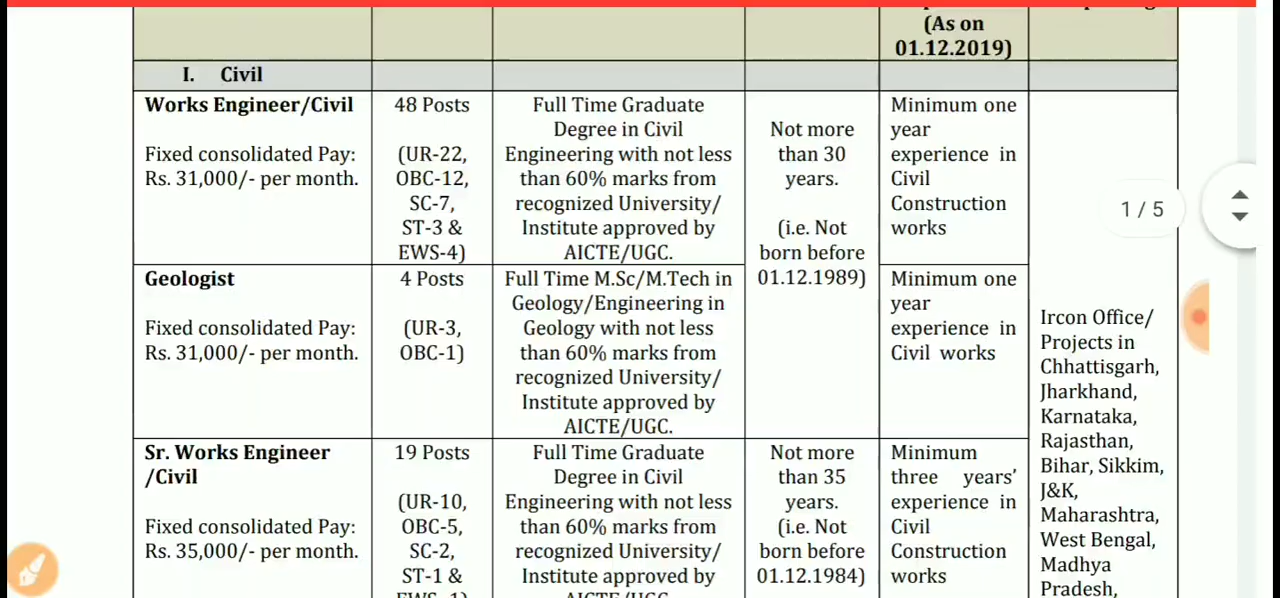 (As on
01.12.2019)
I. Civil
Works Engineer/Civil
Fixed consolidated Pay:
Rs. 31,000/- per month.
48 Posts
(UR-22,
OBC-12,
SC-7,
ST-3 &
EWS-4)
Full Time Graduate
Degree in Civil
Engineering with not less
than 60% marks from
recognized University/
Institute approved by
AICTE/UGC.
Not more
than 30
years.
(i.e. Not
born before
01.12.1989)
Minimum one
year
experience in
Civil
Construction
works
Geologist
Fixed consolidated Pay:
Rs. 31,000/- per month.
4 Posts
(UR-3,
OBC-1)
Full Time M.Sc/M.Tech in
Geology/Engineering in
Geology with not less
than 60% marks from
recognized University/
Institute approved by
AICTE/UGC.
Minimum one
year
experience in
Civil works
Sr. Works Engineer
/Civil
Fixed consolidated Pay:
Rs. 35,000/- per month.
19 Posts
(UR-10,
OBC-5,
SC-2,
ST-1 &
EWS-1)
Full Time Graduate
Degree in Civil
Engineering with not less
than 60% marks from
recognized University/
Institute approved by
AICTE/UGC
Not more
than 35
years.
(i.e. Not
born before
01.12.1984)
Minimum
three years'
experience in
Civil
Construction
works
Ircon Office/
Projects in
Chhattisgarh,
Jharkhand,
Karnataka,
Rajasthan,
Bihar, Sikkim,
J&K,
Maharashtra,
West Bengal,
Madhya
Pradesh,
1 / 5